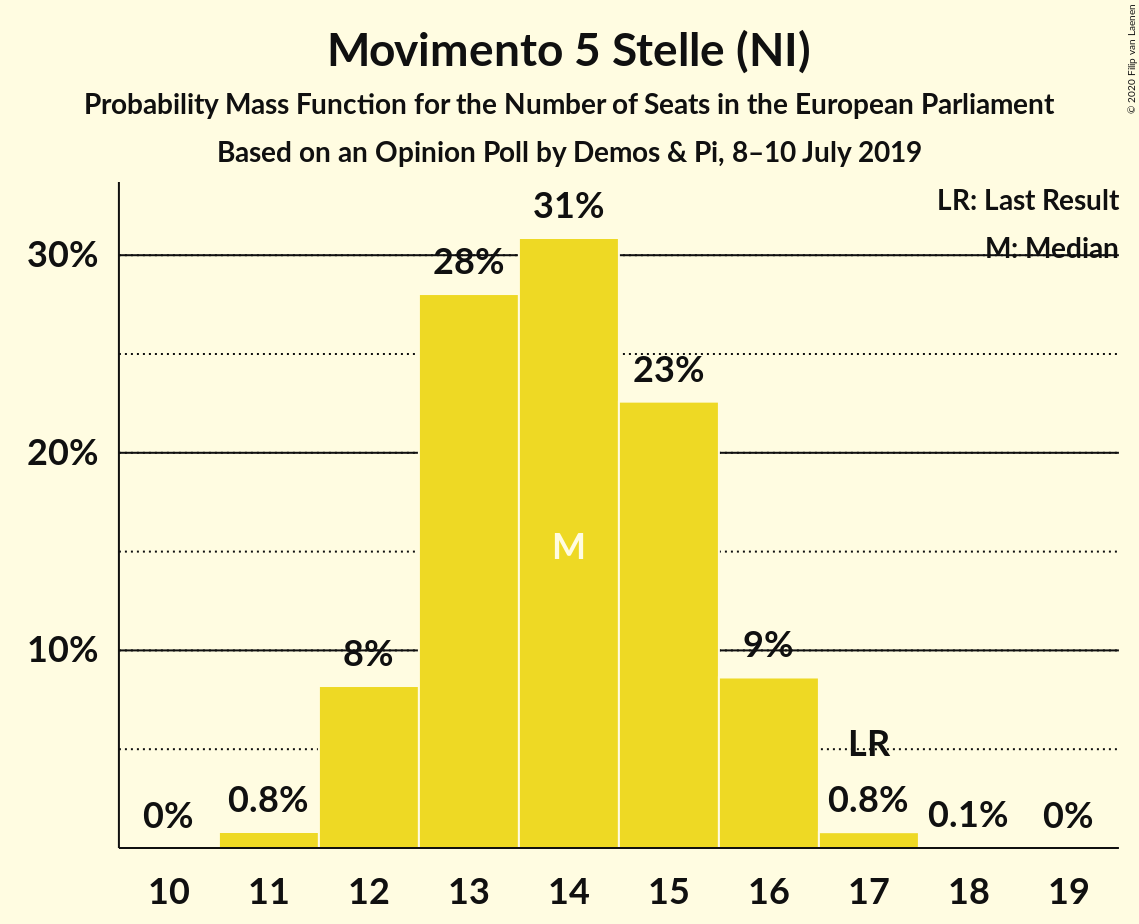 Movimento 5 Stelle (NI)
Probability Mass Function for the Number of Seats in the European Parliament
Based on an Opinion Poll by Demos & Pi, 8–10 July 2019
© 2020 Filip van Laenen
LR: Last Result
M: Median
30%
20%
10%
0%
0.8%
8%
28%
31%
23%
9%
0.8%
0.1%
0%
M
LR
10 11 12 13 14 15 16 17 18 19